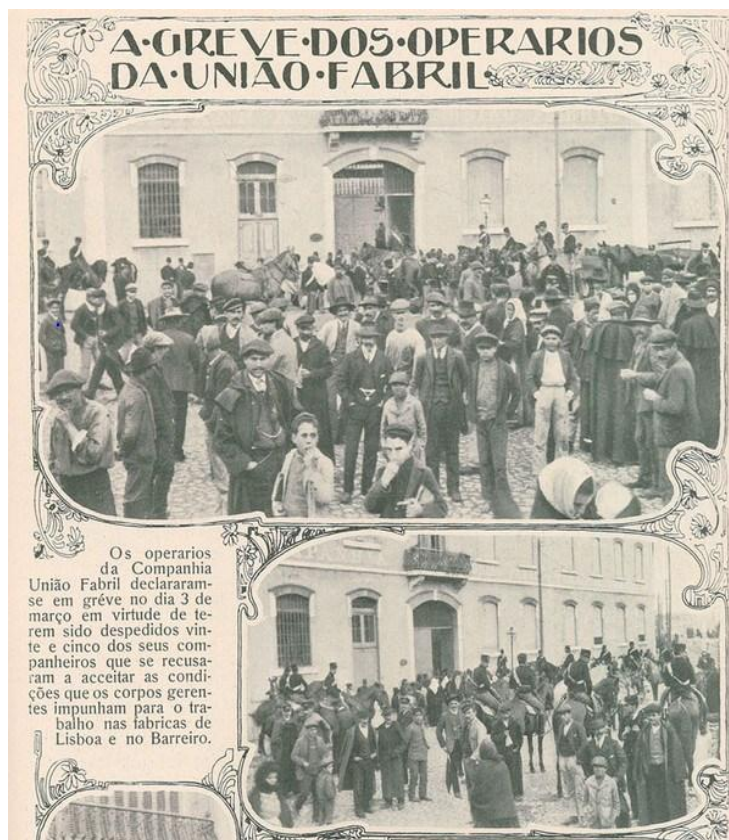 A·GREVE·DOS·OPERARIOS
DA·UNIÃO·FABRIL·
Os operarios
da Companhia
União Fabril declararam-
se em gréve no dia 3 de
março em virtude de te-
rem sido despedidos vin-
te e cinco dos seus com-
panheiros que se recusa-
ram a acceitar as condi-
ções que os corpos geren-
tes impunham para o tra-
balho nas fabricas de
Lisboa e no Barreiro.